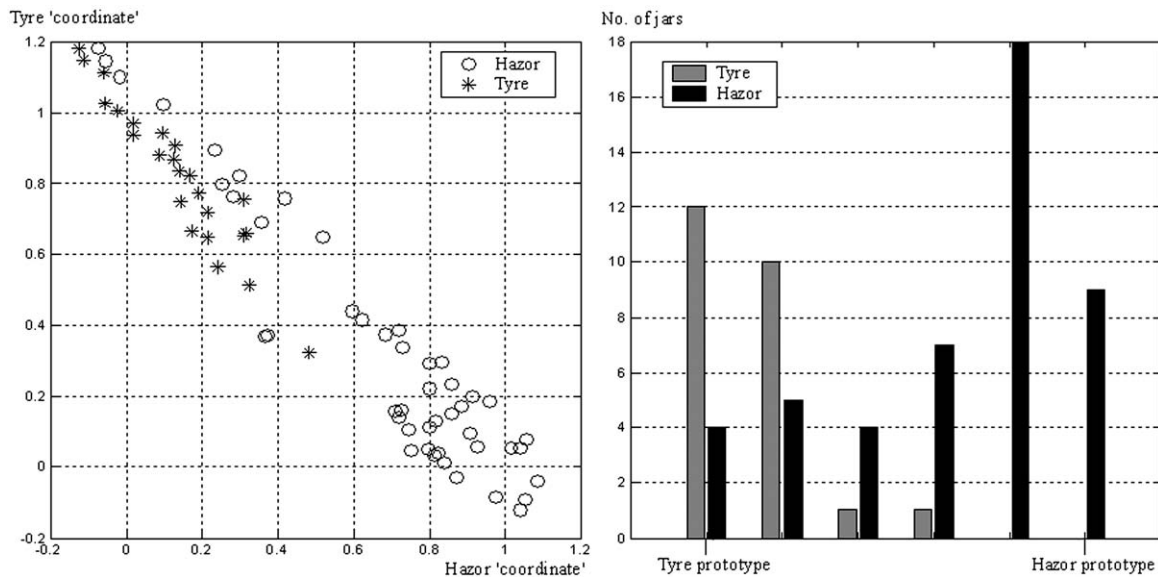 Tyre 'coordinate'
1.2
1
0.8
0.6
0.4
0.2
0
-0.2
-0.2 0 0.2 0.4 0.6 0.8 1 1.2
Hazor 'coordinate'
Hazor
Tyre
No. of jars
18
16
14
12
10
8
6
4
2
0
Tyre
Hazor
Tyre prototype Hazor prototype